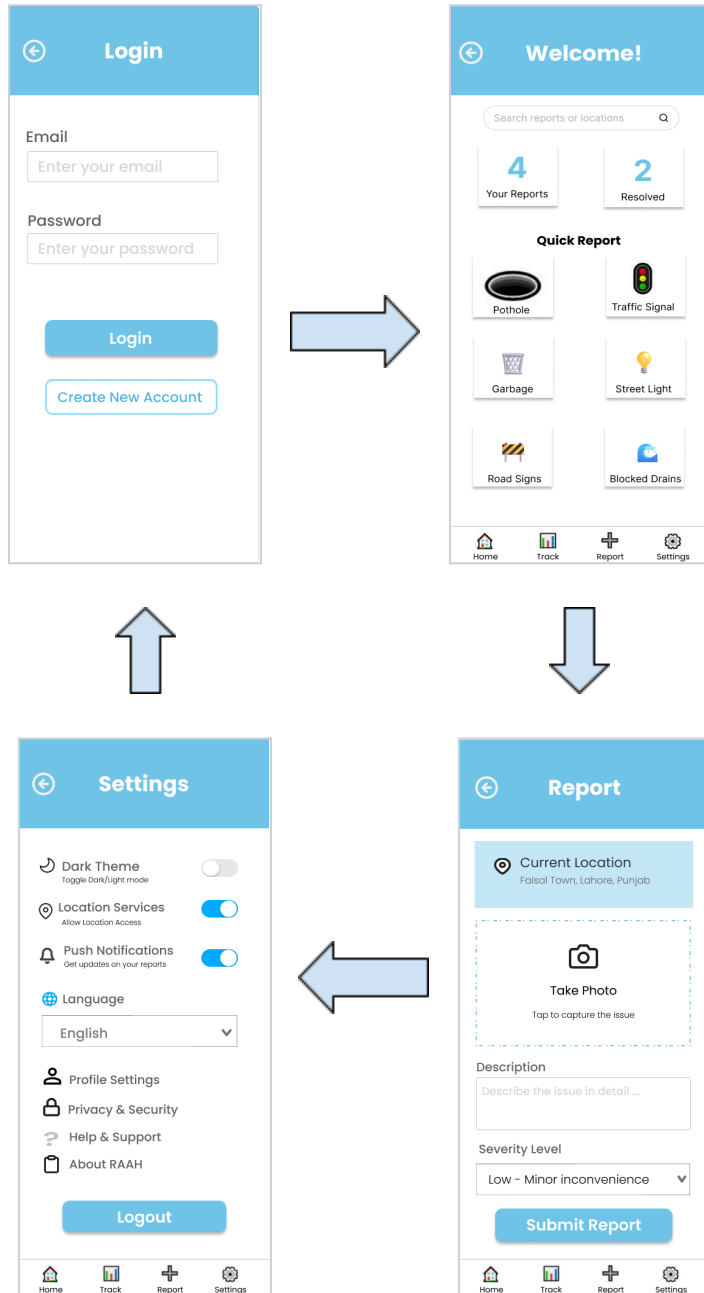 Login
Email
Enter your email
Password
Enter your password
Login
Create New Account
Welcome!
Search reports or locations
4
Your Reports
2
Resolved
Quick Report
Pothole
Traffic Signal
Garbage
Street Light
Road Signs
Blocked Drains
Home Track Report Settings
Settings
Dark Theme
Toggle Dark/Light mode
Location Services
Allow Location Access
Push Notifications
Get updates on your reports
Language
English
Profile Settings
Privacy & Security
Help & Support
About RAAH
Logout
Home Track Report Settings
Report
Current Location
Faisal Town, Lahore, Punjab
Take Photo
Tap to capture the issue
Description
Describe the issue in detail ...
Severity Level
Low - Minor inconvenience
Submit Report
Home Track Report Settings